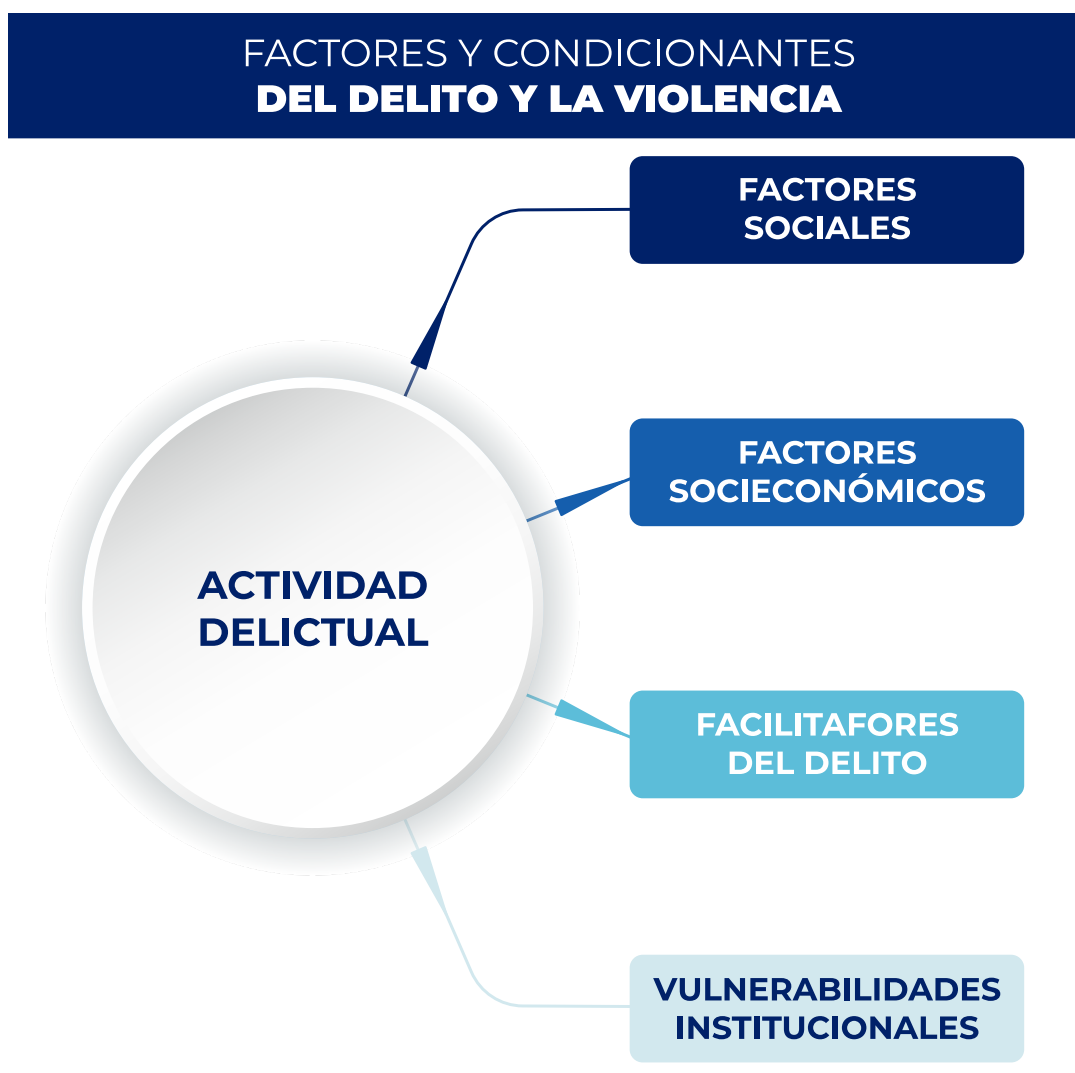 FACTORES Y CONDICIONANTES
DEL DELITO Y LA VIOLENCIA
FACTORES
SOCIALES
FACTORES
SOCIECONÓMICOS
ACTIVIDAD
DELICTUAL
FACILITAFORES
DEL DELITO
VULNERABILIDADES
INSTITUCIONALES